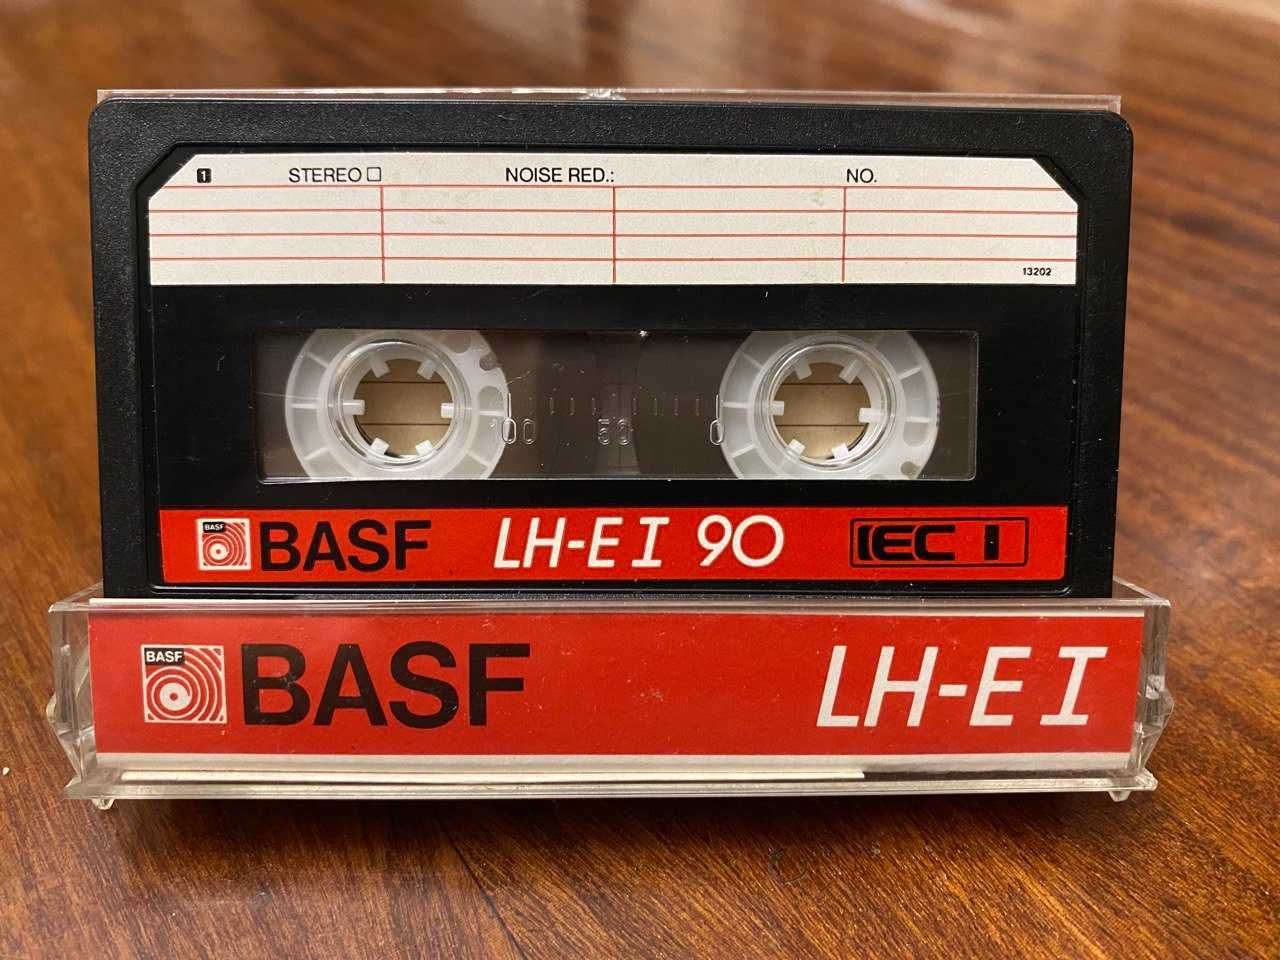 1 STEREO NOISE RED.: NO.
13202
100 50 0
BASF BASF LH-E I 90 IEC I
BASF BASF LH-E I